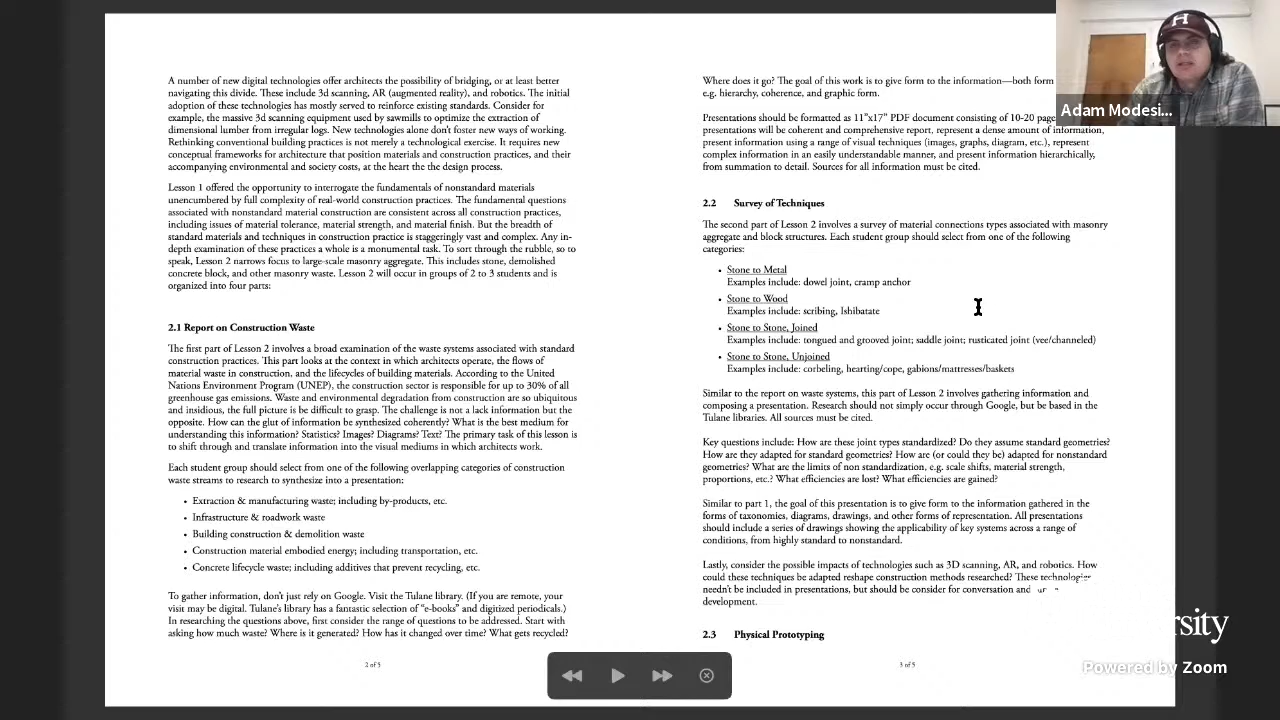 A number of new digital technologies offer architects the possibility of bridging, or at least better
navigating this divide. These include 3d scanning, AR (augmented reality), and robotics. The initial
adoption of these technologies has mostly served to reinforce existing standards. Consider for
example, the massive 3d scanning equipment used by sawmills to optimize the extraction of
dimensional lumber from irregular logs. New technologies alone don't foster new ways of working.
Rethinking conventional building practices is not merely a technological exercise. It requires new
conceptual frameworks for architecture that position materials and construction practices, and their
accompanying environmental and society costs, at the heart the the design process.
Lesson 1 offered the opportunity to interrogate the fundamentals of nonstandard materials
unencumbered by full complexity of real-world construction practices. The fundamental questions
associated with nonstandard material construction are consistent across all construction practices,
including issues of material tolerance, material strength, and material finish. But the breadth of
standard materials and techniques in construction practice is staggeringly vast and complex. Any in-
depth examination of these practices a whole is a monumental task. To sort through the rubble, so to
speak, Lesson 2 narrows focus to large-scale masonry aggregate. This includes stone, demolished
concrete block, and other masonry waste. Lesson 2 will occur in groups of 2 to 3 students and is
organized into four parts:
2.1 Report on Construction Waste
The first part of Lesson 2 involves a broad examination of the waste systems associated with standard
construction practices. This part looks at the context in which architects operate, the flows of
material waste in construction, and the lifecycles of building materials. According to the United
Nations Environment Program (UNEP), the construction sector is responsible for up to 30% of all
greenhouse gas emissions. Waste and environmental degradation from construction are so ubiquitous
and insidious, the full picture is be difficult to grasp. The challenge is not a lack information but the
opposite. How can the glut of information be synthesized coherently? What is the best medium for
understanding this information? Statistics? Images? Diagrams? Text? The primary task of this lesson is
to shift through and translate information into the visual mediums in which architects work.
Each student group should select from one of the following overlapping categories of construction
waste streams to research to synthesize into a presentation:
• Extraction & manufacturing waste; including by-products, etc.
• Infrastructure & roadwork waste
• Building construction & demolition waste
• Construction material embodied energy; including transportation, etc.
• Concrete lifecycle waste; including additives that prevent recycling, etc.
To gather information, don't just rely on Google. Visit the Tulane library. (If you are remote, your
visit may be digital. Tulane's library has a fantastic selection of "e-books" and digitized periodicals.)
In researching the questions above, first consider the range of questions to be addressed. Start with
asking how much waste? Where is it generated? How has it changed over time? What gets recycled?
2 of 5
Where does it go? The goal of this work is to give form to the information—both form
e.g. hierarchy, coherence, and graphic form.
Presentations should be formatted as 11"x17" PDF document consisting of 10-20 page
presentations will be coherent and comprehensive report, represent a dense amount of information,
present information using a range of visual techniques (images, graphs, diagram, etc.), represent
complex information in an easily understandable manner, and present information hierarchically,
from summation to detail. Sources for all information must be cited.
2.2 Survey of Techniques
The second part of Lesson 2 involves a survey of material connections types associated with masonry
aggregate and block structures. Each student group should select from one of the following
categories:
• Stone to Metal
Examples include: dowel joint, cramp anchor
• Stone to Wood
Examples include: scribing, Ishibatate
• Stone to Stone, Joined
Examples include: tongued and grooved joint; saddle joint; rusticated joint (vee/channeled)
• Stone to Stone, Unjoined
Examples include: corbeling, hearting/cope, gabions/mattresses/baskets
Similar to the report on waste systems, this part of Lesson 2 involves gathering information and
composing a presentation. Research should not simply occur through Google, but be based in the
Tulane libraries. All sources must be cited.
Key questions include: How are these joint types standardized? Do they assume standard geometries?
How are they adapted for standard geometries? How are (or could they be) adapted for nonstandard
geometries? What are the limits of non standardization, e.g. scale shifts, material strength,
proportions, etc.? What efficiencies are lost? What efficiencies are gained?
Similar to part 1, the goal of this presentation is to give form to the information gathered in the
forms of taxonomies, diagrams, drawings, and other forms of representation. All presentations
should include a series of drawings showing the applicability of key systems across a range of
conditions, from highly standard to nonstandard.
Lastly, consider the possible impacts of technologies such as 3D scanning, AR, and robotics. How
could these techniques be adapted reshape construction methods researched? These technologies
needn't be included in presentations, but should be consider for conversation and
development.
2.3 Physical Prototyping
3 of 5
Adam Modesi...
H
rsity
Powered by Zoom